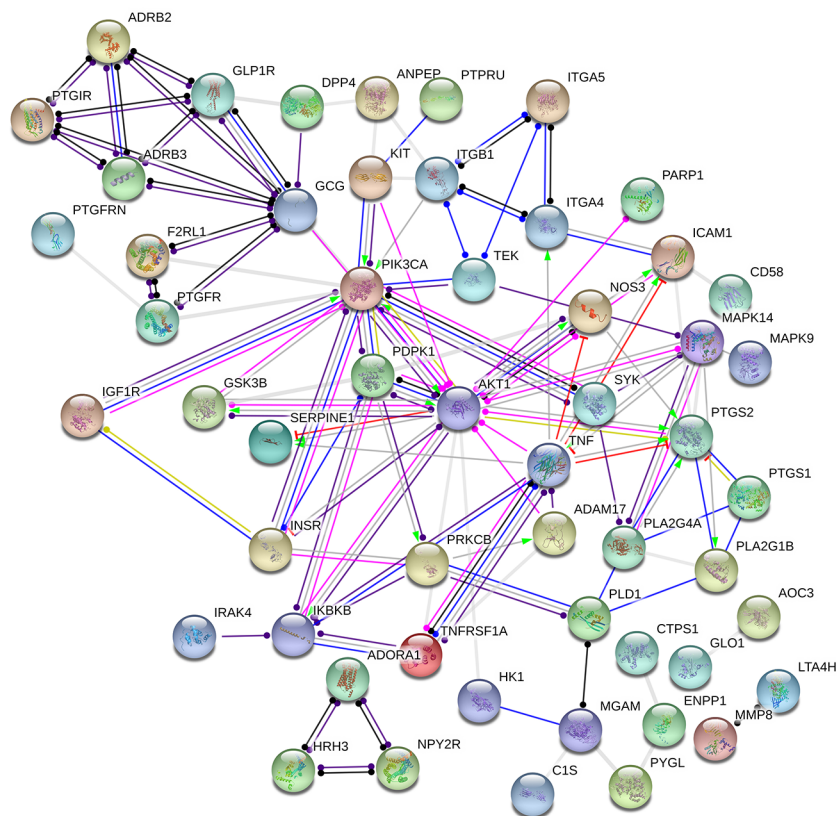 ADRB2
GLP1R
DPP4
ANPEP
PTPRU
ITGA5
PTGIR
ADRB3
KIT
ITGB1
PARP1
GCG
PTGFRN
ITGA4
F2RL1
ICAM1
PIK3CA
TEK
CD58
PTGFR
NOS3
MAPK14
MAPK9
PDPK1
IGF1R
GSK3B
AKT1
SYK
SERPINE1
PTGS2
TNF
PTGS1
ADAM17
INSR
PLA2G4A
PRKCB
PLA2G1B
PLD1
AOC3
IRAK4
IKBKB
TNFRSF1A
CTPS1
GLO1
ADORA1
LTA4H
HK1
MGAM
ENPP1
MMP8
HRH3
NPY2R
C1S
PYGL